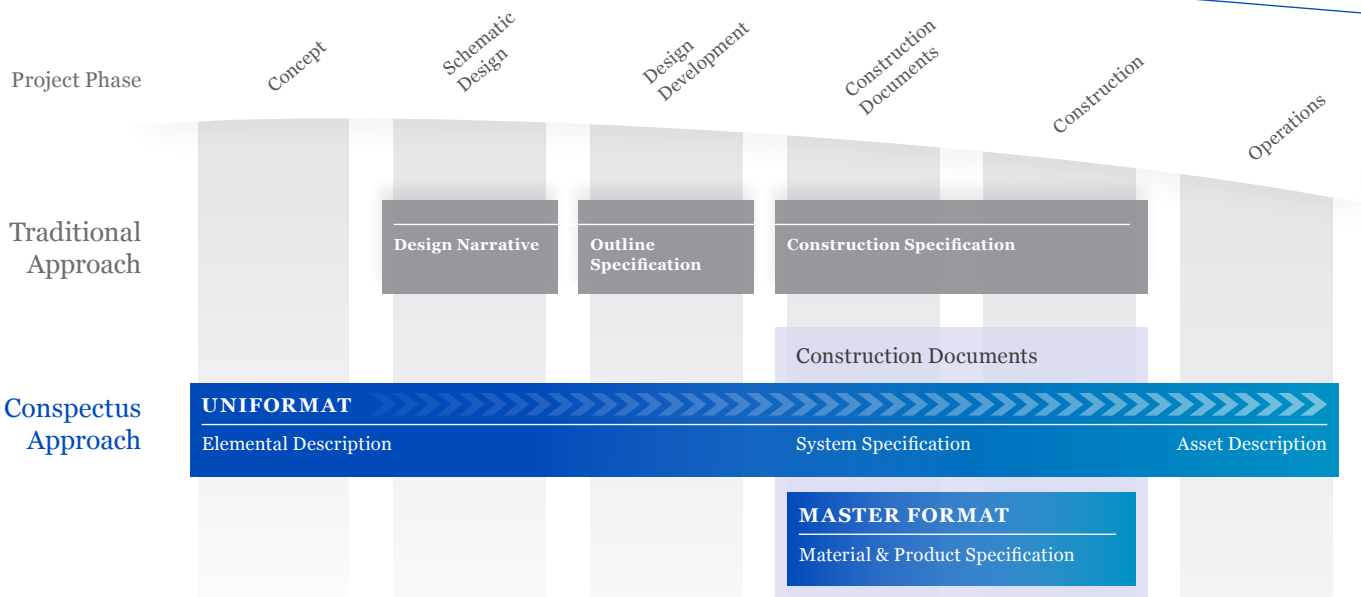 Project Phase
Concept
Schematic
Design
Design
Development
Construction
Documents
Construction
Operations
Traditional
Approach
Design Narrative
Outline
Specification
Construction Specification
Construction Documents
Conspectus
Approach
UNIFORMAT
Elemental Description
System Specification
Asset Description
MASTER FORMAT
Material & Product Specification